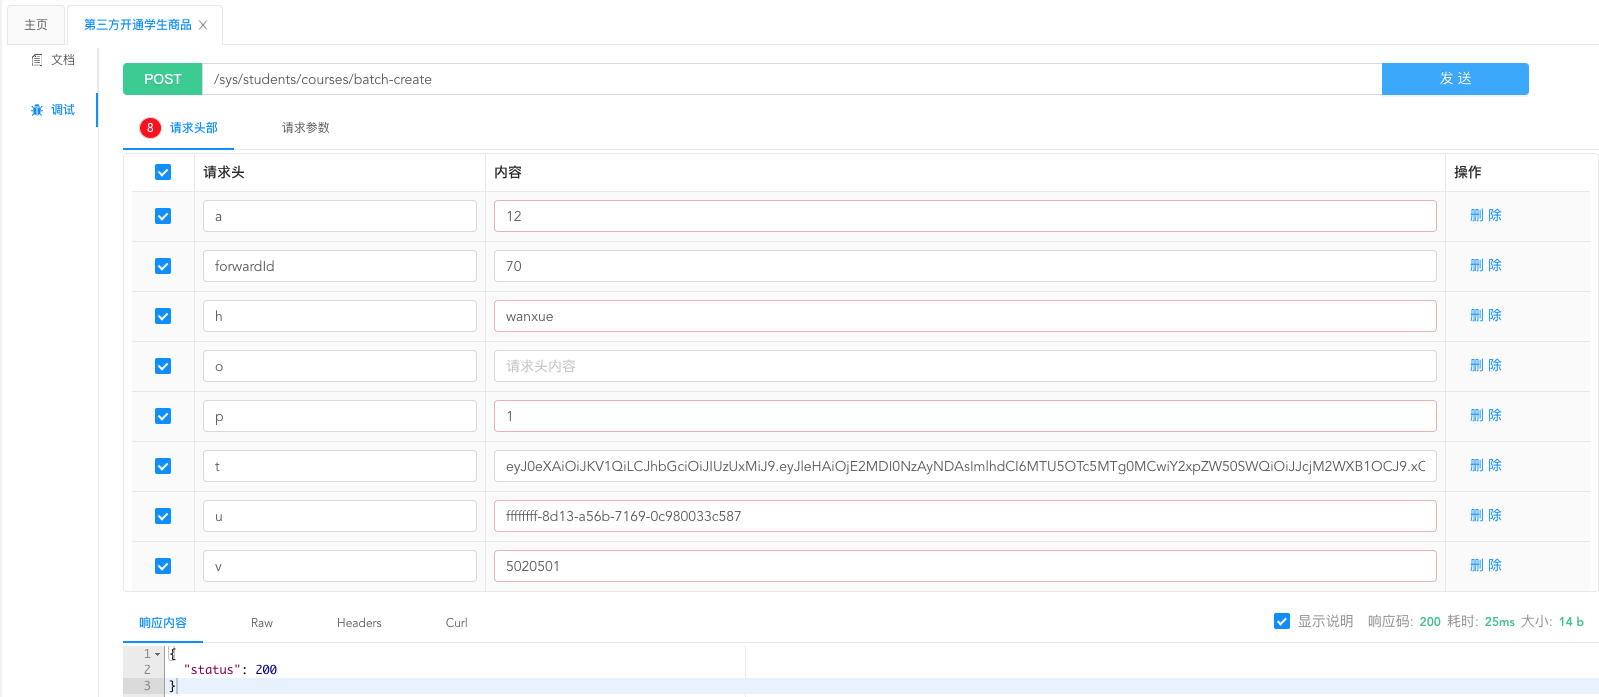 主页
第三方开通学生商品
文档
调试
POST /sys/students/courses/batch-create 发 送
8 请求头部 请求参数
请求头 内容 操作
a 12 删 除
forwardId 70 删 除
h wanxue 删 除
o 请求头内容 删 除
p 1 删 除
t eyJ0eXAiOiJKV1QiLCJhbGciOiJIUzUxMiJ9.eyJleHAiOjE2MDI0NzAyNDAsImlhdCI6MTU5OTc5MTg0MCwiY2xpZW50SWQiOiJJcjM2WXB1OCJ9.xC 删 除
u ffffffff-8d13-a56b-7169-0c980033c587 删 除
v 5020501 删 除
响应内容 Raw Headers Curl 显示说明 响应码: 200 耗时: 25ms 大小: 14 b
1 {
2 "status": 200
3 }